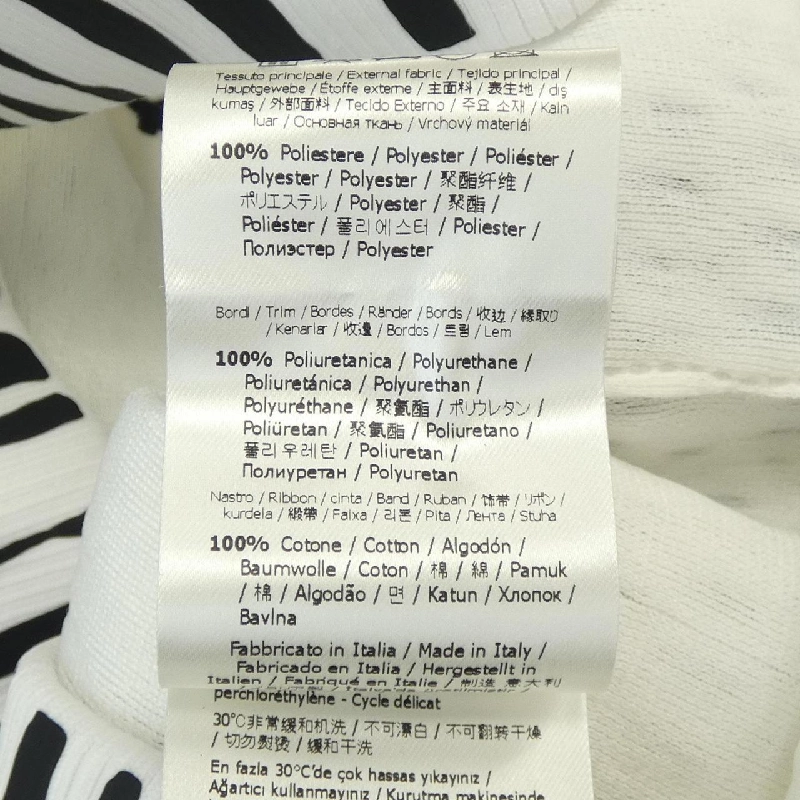 Tessuto principale / External fabric / Tejido principal /
Hauptgewebe / Étoffe externe / 主面料 / 表生地 / dış
kumaş / 外部面料 / Tecido Externo / 주요 소재 / Kain
luar / Основная ткань / Vrchový materiál
100% Poliestere / Polyester / Poliéster /
Polyester / Polyester / 聚酯纤维 /
ポリエステル / Polyester / 聚酯 /
Poliéster / 폴리에스터 / Poliester /
Полиэстер / Polyester
Bordi / Trim / Bordes / Ränder / Bords / 收边 / 縁取り
/ Kenarlar / 收邊 / Bordos / 트림 / Lem
100% Poliuretanica / Polyurethane /
Poliuretánica / Polyurethan /
Polyuréthane / 聚氨酯 / ポリウレタン /
Poliüretan / 聚氨酯 / Poliuretano /
폴리우레탄 / Poliuretan /
Полиуретан / Polyuretan
Nastro / Ribbon / cinta / Band / Ruban / 饰带 / リボン /
kurdela / 緞帶 / Faixa / 리본 / Pita / Лента / Stuha
100% Cotone / Cotton / Algodón /
Baumwolle / Coton / 棉 / 綿 / Pamuk
/ 棉 / Algodão / 면 / Katun / Хлопок /
Bavlna
Fabbricato in Italia / Made in Italy /
Fabricado en Italia / Hergestellt in
Italien / Fabriqué en Italie / 制造 意大利
perchloréthylène - Cycle délicat
30°C非常缓和机洗 / 不可漂白 / 不可翻转干燥
/ 切勿熨烫 / 缓和干洗
En fazla 30°C'de çok hassas yıkayınız /
Ağartıcı kullanmayınız / Kurutma makinesinde